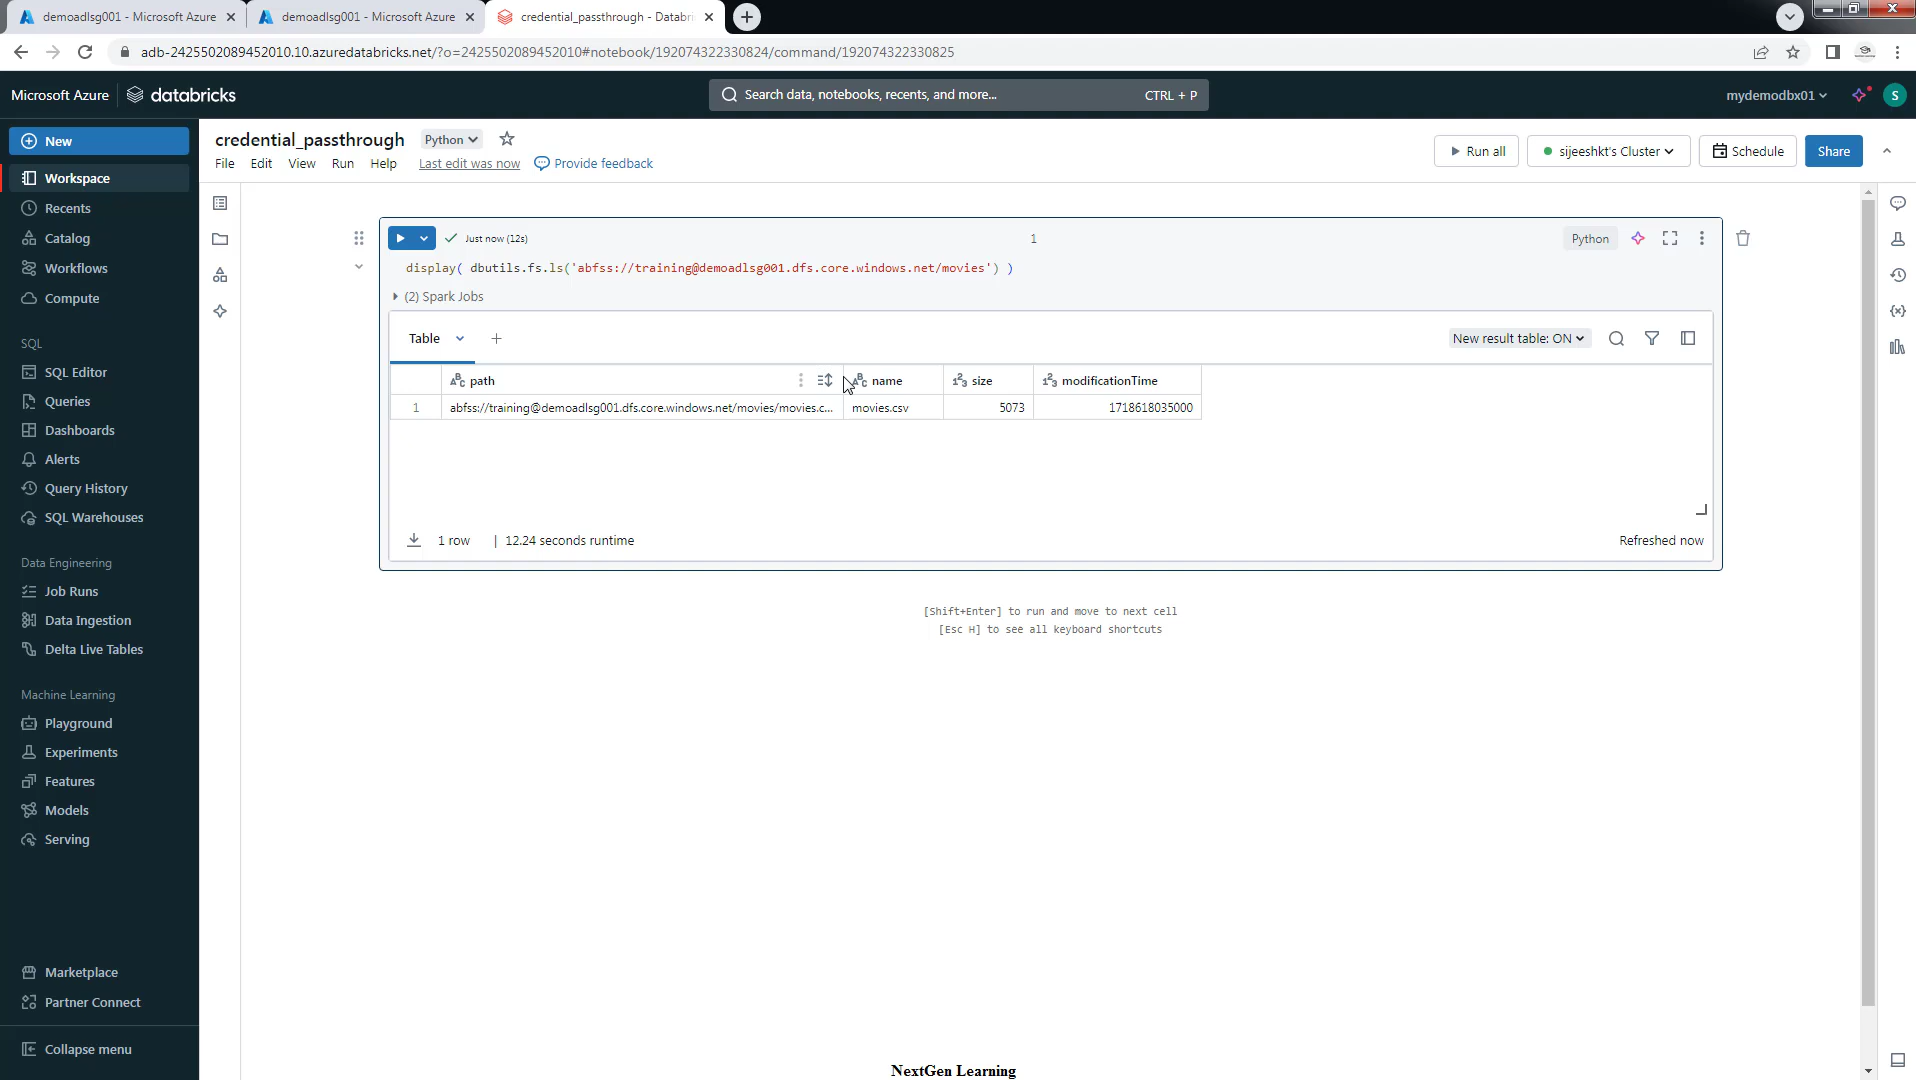 demoadlsg001 - Microsoft Azure
demoadlsg001 - Microsoft Azure
credential_passthrough - Databri
adb-2425502089452010.10.azuredatabricks.net/?o=2425502089452010#notebook/192074322330824/command/192074322330825
Microsoft Azure
databricks
Search data, notebooks, recents, and more...
CTRL + P
mydemodbx01
S
New
Workspace
Recents
Catalog
Workflows
Compute
SQL
SQL Editor
Queries
Dashboards
Alerts
Query History
SQL Warehouses
Data Engineering
Job Runs
Data Ingestion
Delta Live Tables
Machine Learning
Playground
Experiments
Features
Models
Serving
Marketplace
Partner Connect
Collapse menu
credential_passthrough
Python
File Edit View Run Help
Last edit was now
Provide feedback
Run all
sijeeshkt's Cluster
Schedule
Share
Just now (12s)
1
Python
display( dbutils.fs.ls('abfss://training@demoadlsg001.dfs.core.windows.net/movies') )
(2) Spark Jobs
Table
New result table: ON
path name size modificationTime
1 abfss://training@demoadlsg001.dfs.core.windows.net/movies/movies.c... movies.csv 5073 1718618035000
1 row | 12.24 seconds runtime
Refreshed now
[Shift+Enter] to run and move to next cell
[Esc H] to see all keyboard shortcuts
NextGen Learning